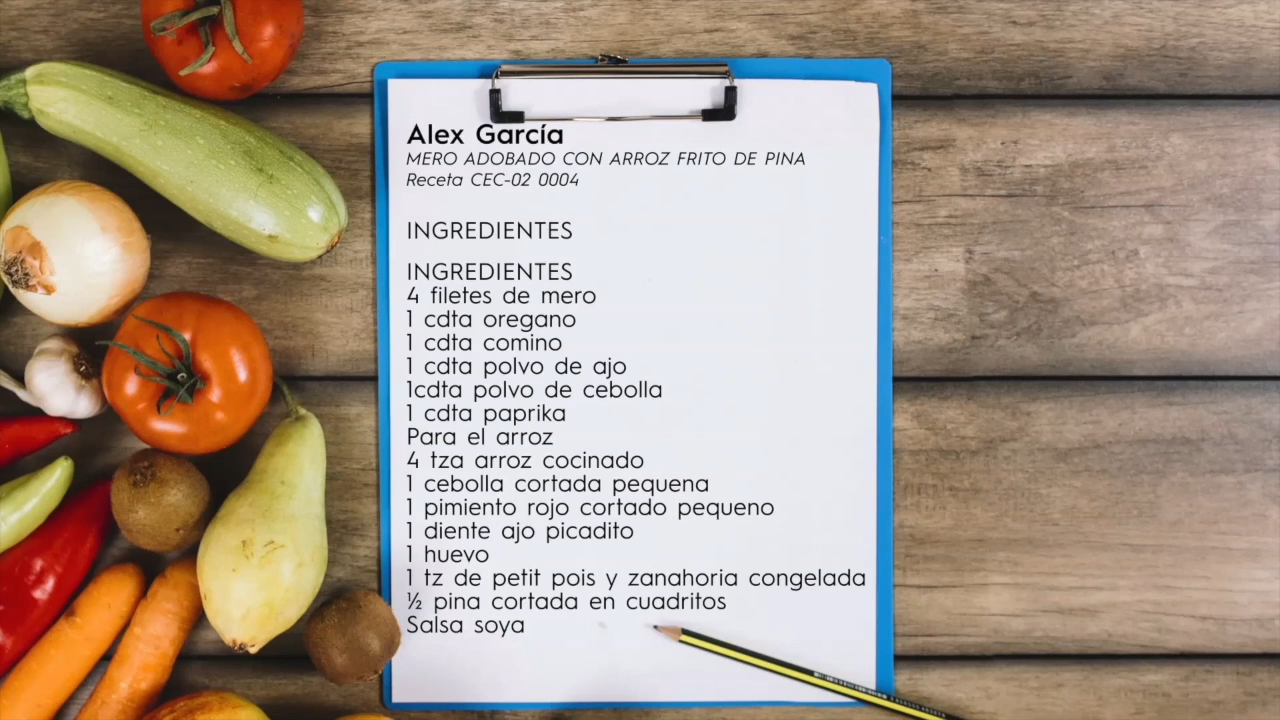 Alex García
MERO ADOBADO CON ARROZ FRITO DE PINA
Receta CEC-02 0004
INGREDIENTES
INGREDIENTES
4 filetes de mero
1 cdta oregano
1 cdta comino
1 cdta polvo de ajo
1cdta polvo de cebolla
1 cdta paprika
Para el arroz
4 tza arroz cocinado
1 cebolla cortada pequena
1 pimiento rojo cortado pequeno
1 diente ajo picadito
1 huevo
1 tz de petit pois y zanahoria congelada
½ pina cortada en cuadritos
Salsa soya